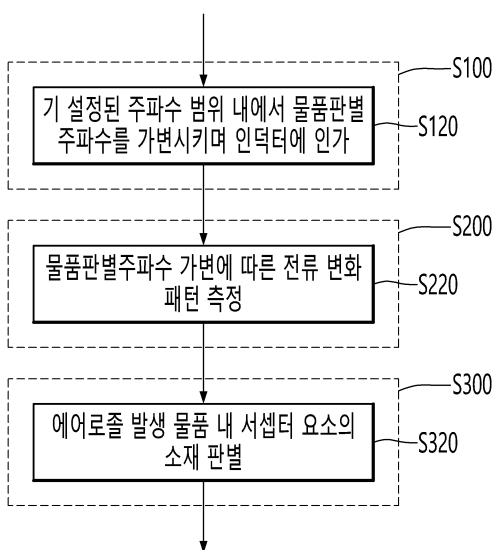 S100
기 설정된 주파수 범위 내에서 물품판별
주파수를 가변시키며 인덕터에 인가
S120
S200
물품판별주파수 가변에 따른 전류 변화
패턴 측정
S220
S300
에어로졸 발생 물품 내 서셉터 요소의
소재 판별
S320